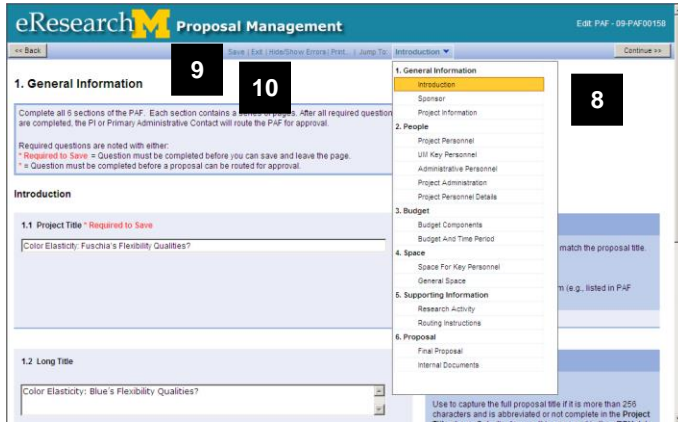 eResearch M Proposal Management
Edit: PAF - 09-PAF00158
<< Back
Save | Exit | Hide/Show Errors | Print... | Jump To: Introduction
Continue >>
9
10
8
1. General Information
Complete all 6 sections of the PAF. Each section contains a series of pages. After all required question
are completed, the PI or Primary Administrative Contact will route the PAF for approval.
Required questions are noted with either:
* Required to Save = Question must be completed before you can save and leave the page.
* = Question must be completed before a proposal can be routed for approval.
Introduction
1.1 Project Title * Required to Save
Color Elasticity: Fuschia's Flexibility Qualities?
match the proposal title.
m (e.g., listed in PAF
1.2 Long Title
Color Elasticity: Blue's Flexibility Qualities?
Use to capture the full proposal title if it is more than 256
characters and is abbreviated or not complete in the Project
1. General Information
Introduction
Sponsor
Project Information
2. People
Project Personnel
UM Key Personnel
Administrative Personnel
Project Administration
Project Personnel Details
3. Budget
Budget Components
Budget And Time Period
4. Space
Space For Key Personnel
General Space
5. Supporting Information
Research Activity
Routing Instructions
6. Proposal
Final Proposal
Internal Documents